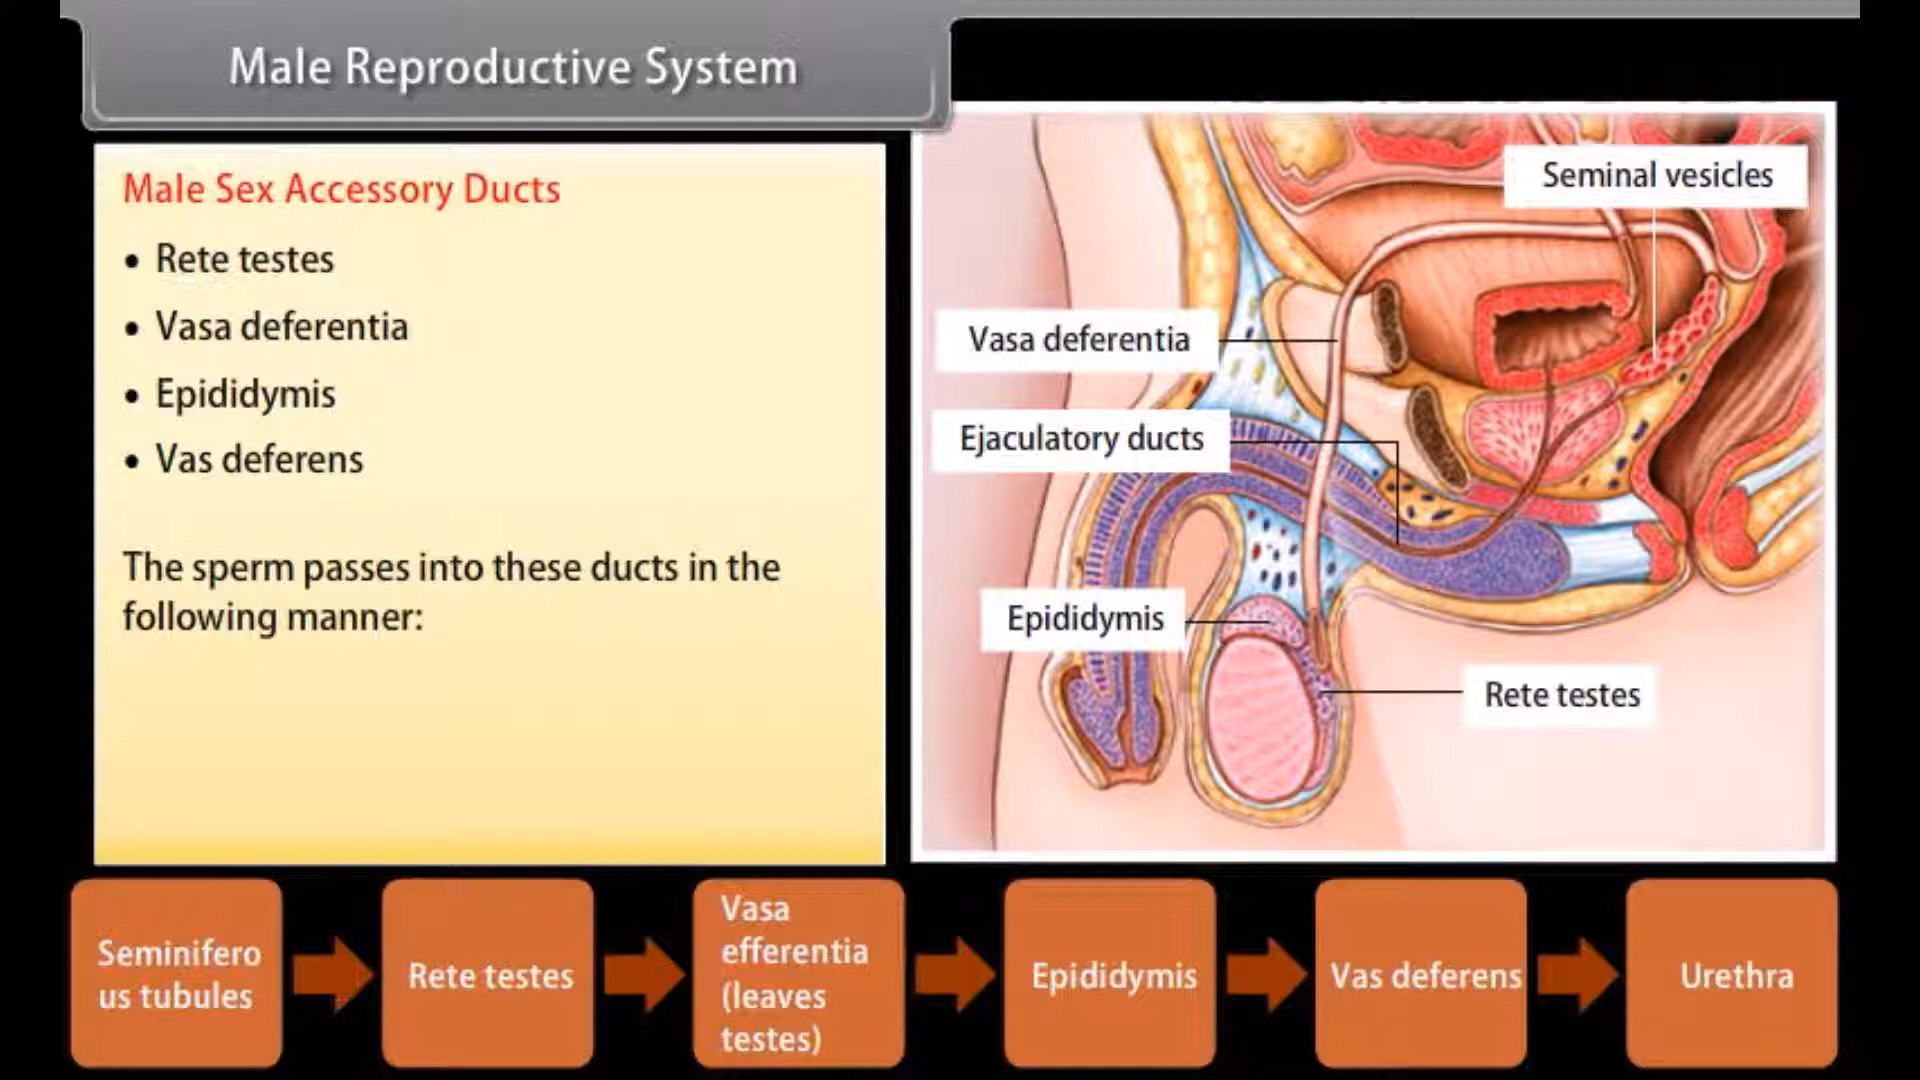 Male Reproductive System
Male Sex Accessory Ducts
• Rete testes
• Vasa deferentia
• Epididymis
• Vas deferens
The sperm passes into these ducts in the
following manner:
Seminal vesicles
Vasa deferentia
Ejaculatory ducts
Epididymis
Rete testes
Seminifero
us tubules
Rete testes
Vasa
efferentia
(leaves
testes)
Epididymis
Vas deferens
Urethra